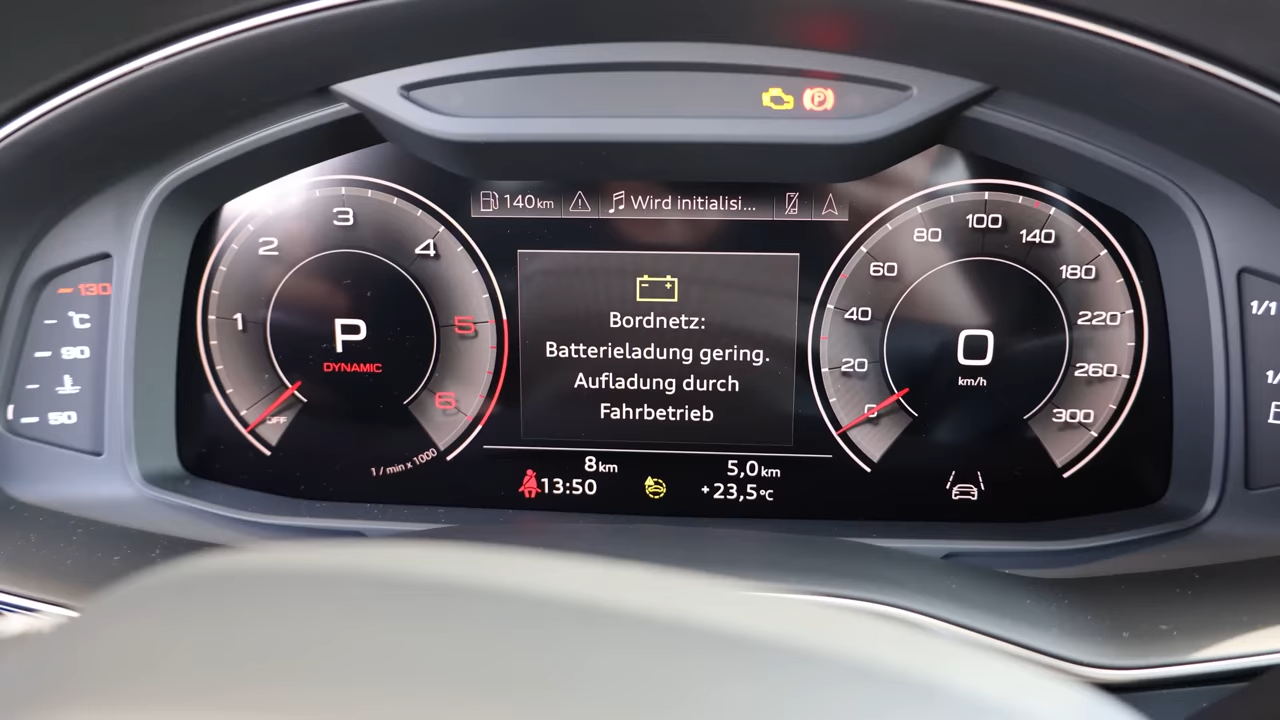 P
140 km
Wird initialisi...
1
2
3
4
5
6
P
DYNAMIC
OFF
1 / min x 1000
130
°C
90
50
Bordnetz:
Batterieladung gering.
Aufladung durch
Fahrbetrieb
8 km
5,0 km
13:50
+23,5 °C
0
20
40
60
80
100
140
180
220
260
300
0
km/h
1/1